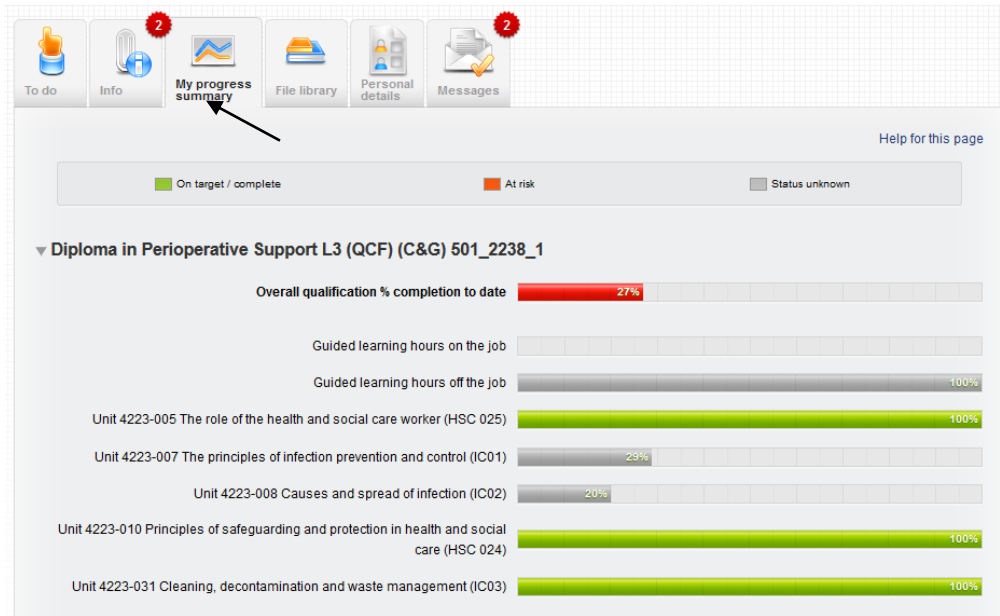 2
2
To do
Info
My progress
summary
File library
Personal
details
Messages
Help for this page
On target / complete
At risk
Status unknown
Diploma in Perioperative Support L3 (QCF) (C&G) 501_2238_1
Overall qualification % completion to date
27%
Guided learning hours on the job
Guided learning hours off the job
100%
Unit 4223-005 The role of the health and social care worker (HSC 025)
100%
Unit 4223-007 The principles of infection prevention and control (IC01)
29%
Unit 4223-008 Causes and spread of infection (IC02)
20%
Unit 4223-010 Principles of safeguarding and protection in health and social
care (HSC 024)
100%
Unit 4223-031 Cleaning, decontamination and waste management (IC03)
100%